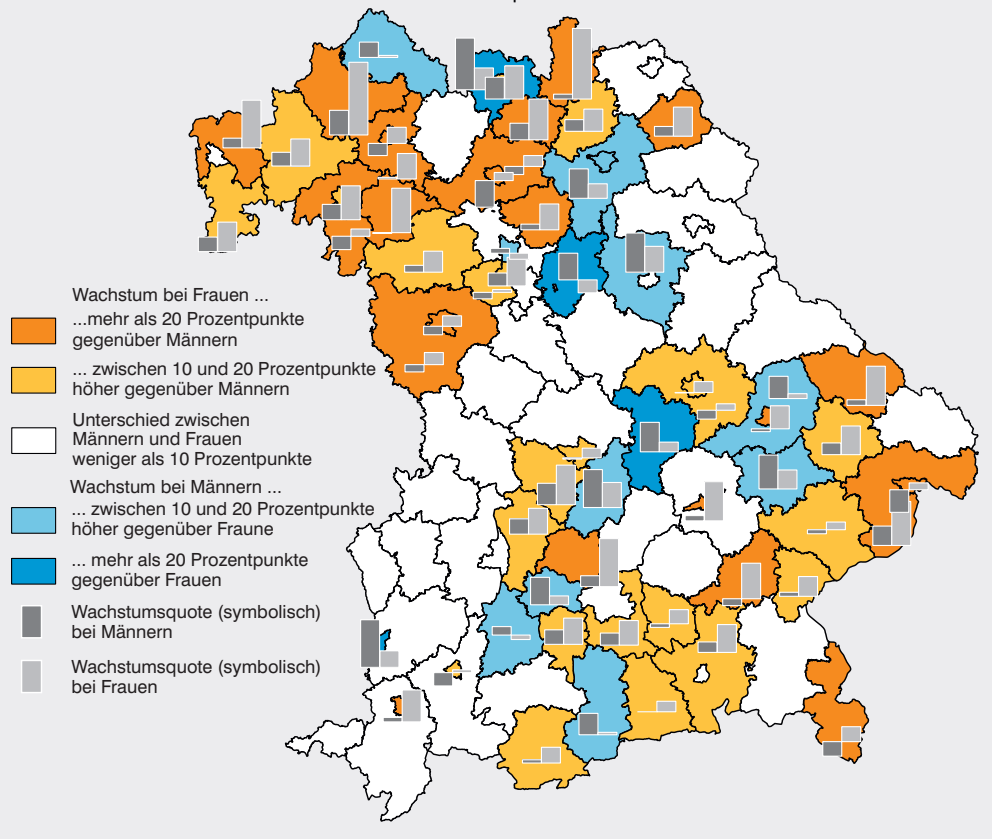 Wachstum bei Frauen ...
...mehr als 20 Prozentpunkte
gegenüber Männern
... zwischen 10 und 20 Prozentpunkte
höher gegenüber Männern
Unterschied zwischen
Männern und Frauen
weniger als 10 Prozentpunkte
Wachstum bei Männern ...
... zwischen 10 und 20 Prozentpunkte
höher gegenüber Fraune
... mehr als 20 Prozentpunkte
gegenüber Frauen
Wachstumsquote (symbolisch)
bei Männern
Wachstumsquote (symbolisch)
bei Frauen